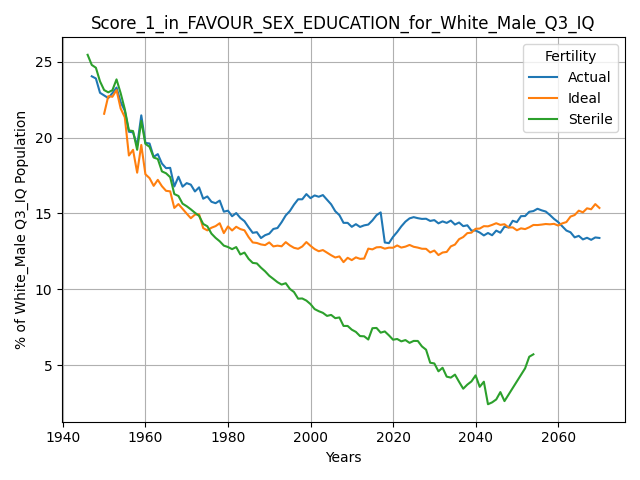 Score_1_in_FAVOUR_SEX_EDUCATION_for_White_Male_Q3_IQ
Fertility
Actual
Ideal
Sterile
% of White_Male Q3_IQ Population
25
20
15
10
5
1940 1960 1980 2000 2020 2040 2060
Years